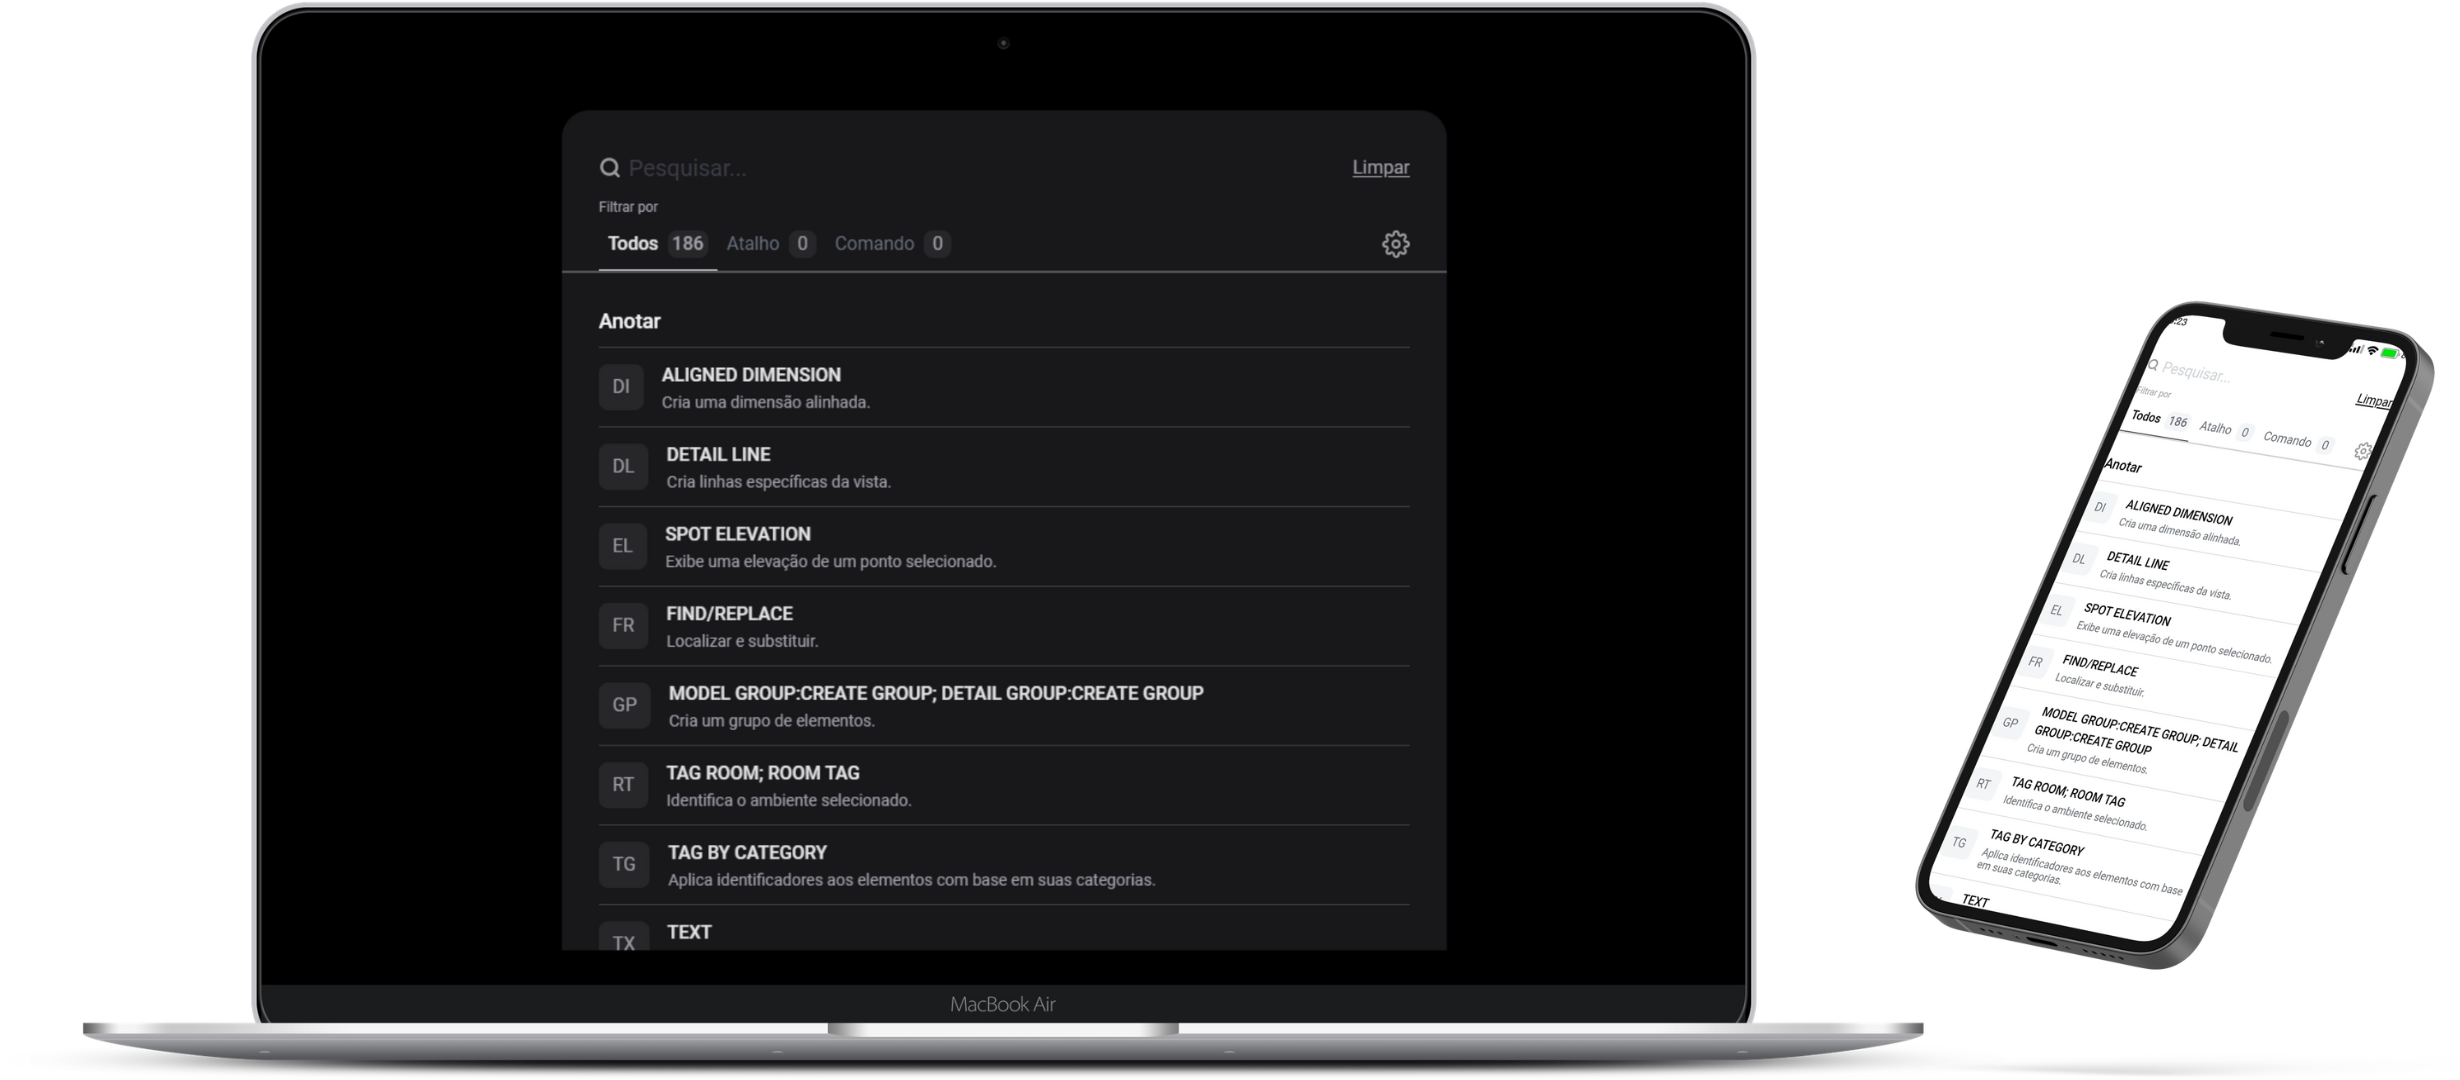 Pesquisar...
Limpar
Filtrar por
Todos 186 Atalho 0 Comando 0
Anotar
DI ALIGNED DIMENSION
Cria uma dimensão alinhada.
DL DETAIL LINE
Cria linhas específicas da vista.
EL SPOT ELEVATION
Exibe uma elevação de um ponto selecionado.
FR FIND/REPLACE
Localizar e substituir.
GP MODEL GROUP:CREATE GROUP; DETAIL GROUP:CREATE GROUP
Cria um grupo de elementos.
RT TAG ROOM; ROOM TAG
Identifica o ambiente selecionado.
TG TAG BY CATEGORY
Aplica identificadores aos elementos com base em suas categorias.
TX TEXT
MacBook Air
:23
Pesquisar...
Filtrar por
Limpar
Todos 186 Atalho 0 Comando 0
Anotar
DI ALIGNED DIMENSION
Cria uma dimensão alinhada.
DL DETAIL LINE
Cria linhas específicas da vista.
EL SPOT ELEVATION
Exibe uma elevação de um ponto selecionado.
FR FIND/REPLACE
Localizar e substituir.
GP MODEL GROUP:CREATE GROUP; DETAIL
GROUP:CREATE GROUP
Cria um grupo de elementos.
RT TAG ROOM; ROOM TAG
Identifica o ambiente selecionado.
TG TAG BY CATEGORY
Aplica identificadores aos elementos com base
em suas categorias.
TEXT